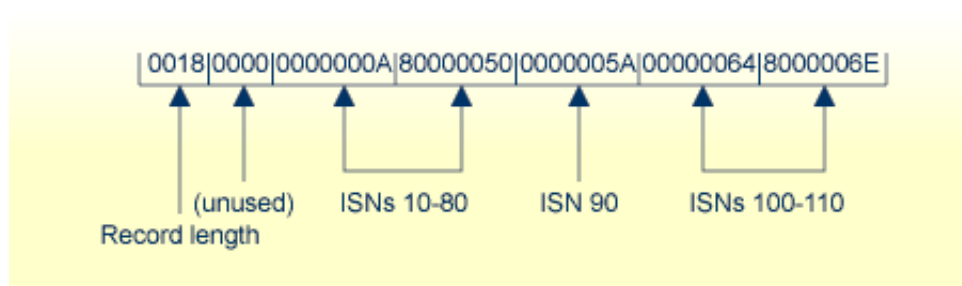 0018|0000|0000000A|80000050|0000005A|00000064|8000006E
(unused) ISNs 10-80 ISN 90 ISNs 100-110
Record length